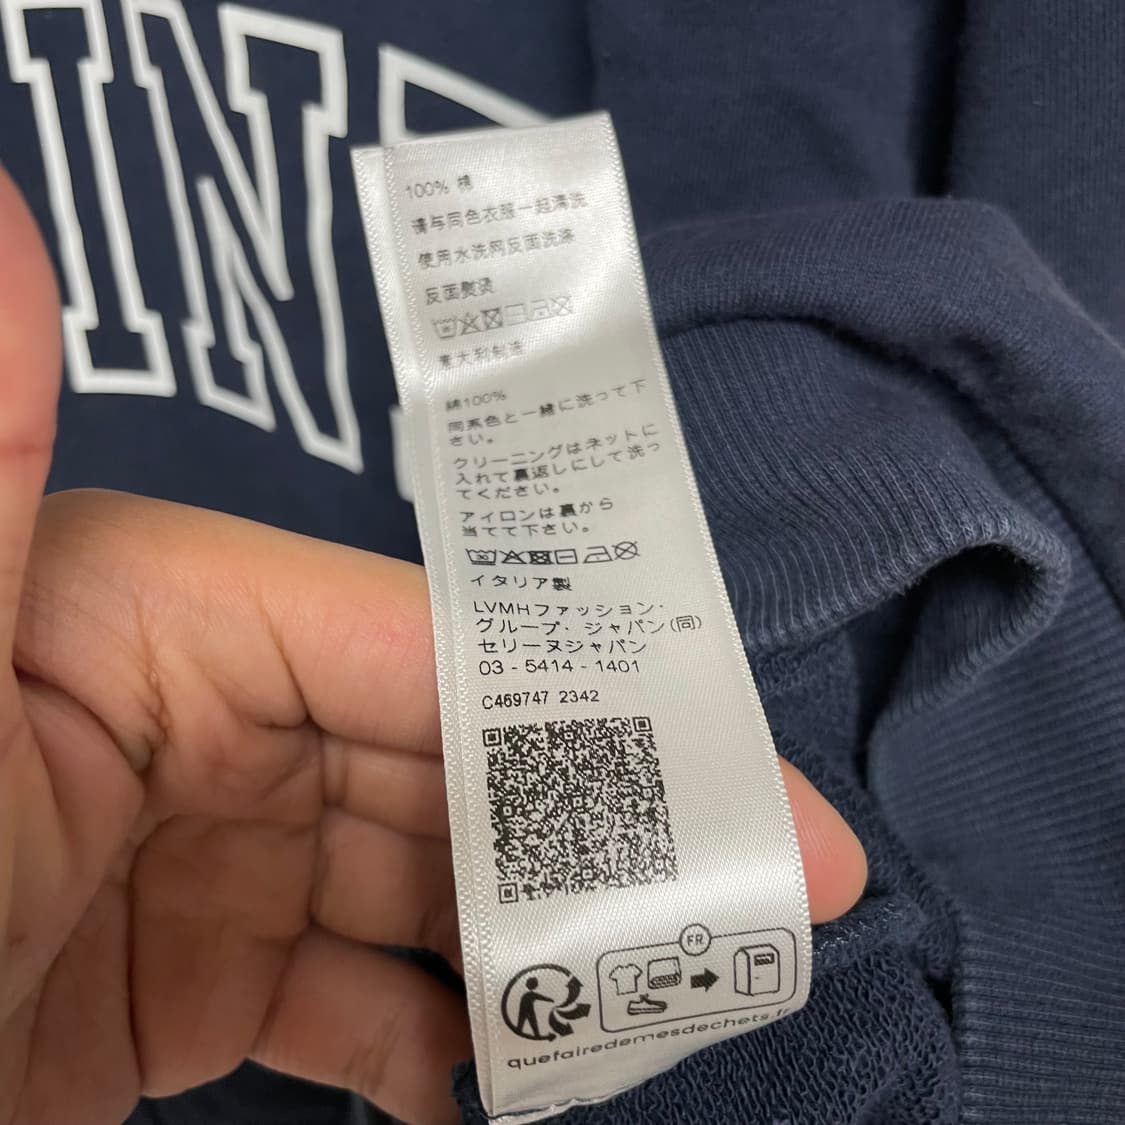 IN
100% 棉
请与同色衣服一起清洗
使用水洗网反面洗涤
反面熨烫
意大利制造
綿100%
同系色と一緒に洗って下
さい。
クリーニングはネットに
入れて裏返しにして洗っ
てください。
アイロンは裏から
当てて下さい。
30
イタリア製
LVMHファッション・
グループ・ジャパン(同)
セリーヌジャパン
03 - 5414 - 1401
C469747 2342
FR
quefairedemesdechets.fr